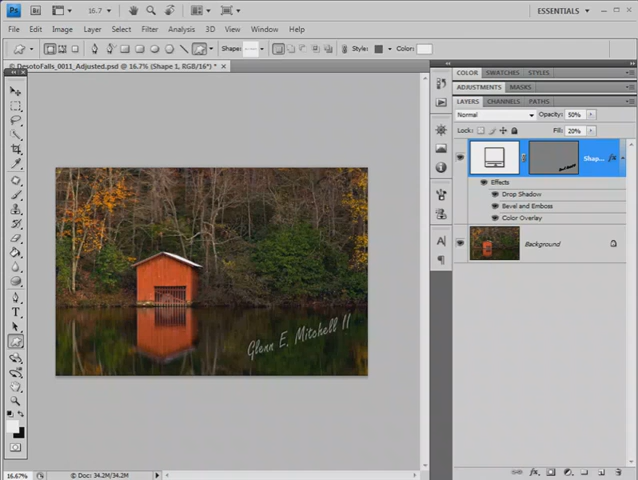 Ps 16.7 ESSENTIALS
File Edit Image Layer Select Filter Analysis 3D View Window Help
Shape: Style: Color:
DesotoFalls_0011_Adjusted.psd @ 16.7% (Shape 1, RGB/16*) *
COLOR SWATCHES STYLES
ADJUSTMENTS MASKS
LAYERS CHANNELS PATHS
Normal Opacity: 50%
Lock: Fill: 20%
Shap... fx
Effects
Drop Shadow
Bevel and Emboss
Color Overlay
Background
Glenn E. Mitchell II
16.67% Doc: 34.2M/34.2M